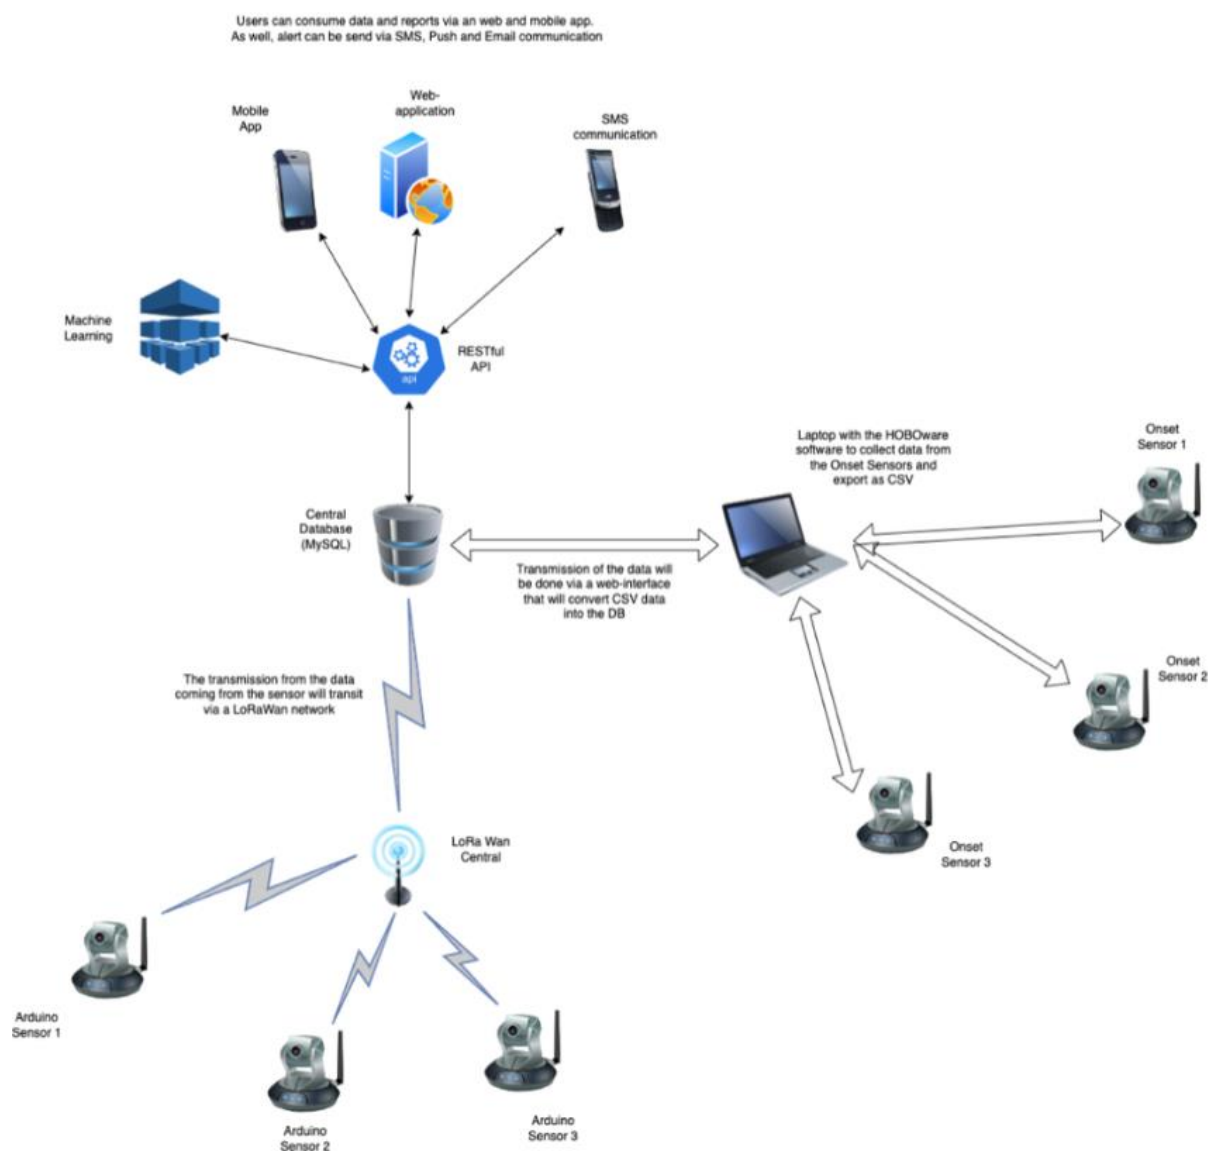 Users can consume data and reports via an web and mobile app.
As well, alert can be send via SMS, Push and Email communication
Web-
application
Mobile
App
SMS
communication
Machine
Learning
RESTful
API
api
Laptop with the HOBOware
software to collect data from
the Onset Sensors and
export as CSV
Onset
Sensor 1
Central
Database
(MySQL)
Transmission of the data will
be done via a web-interface
that will convert CSV data
into the DB
Onset
Sensor 2
The transmission from the data
coming from the sensor will transit
via a LoRaWan network
LoRa Wan
Central
Onset
Sensor 3
Arduino
Sensor 1
Arduino
Sensor 2
Arduino
Sensor 3